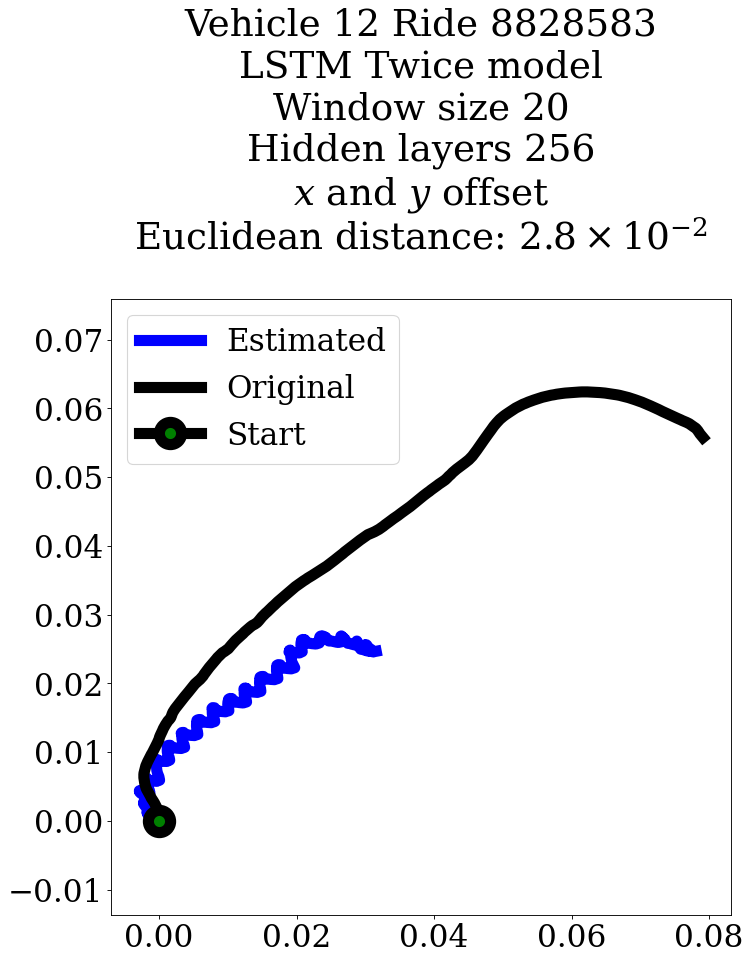 Vehicle 12 Ride 8828583
LSTM Twice model
Window size 20
Hidden layers 256
x and y offset
Euclidean distance: 2.8 × 10⁻²
Estimated
Original
Start
0.07
0.06
0.05
0.04
0.03
0.02
0.01
0.00
−0.01
0.00 0.02 0.04 0.06 0.08